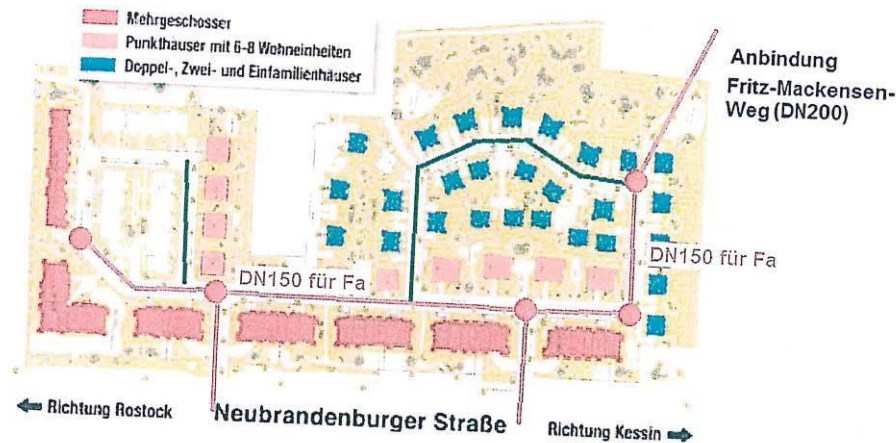 Mehrgeschosser
Punkthäuser mit 6-8 Wohneinheiten
Doppel-, Zwei- und Einfamilienhäuser
Anbindung
Fritz-Mackensen-
Weg (DN200)
DN150 für Fa
DN150 für Fa
Richtung Rostock
Neubrandenburger Straße
Richtung Kessin